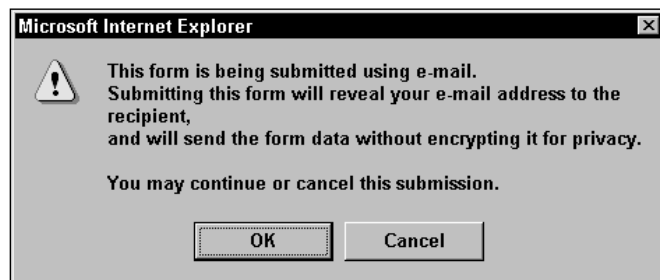 Microsoft Internet Explorer
This form is being submitted using e-mail.
Submitting this form will reveal your e-mail address to the
recipient,
and will send the form data without encrypting it for privacy.
You may continue or cancel this submission.
OK Cancel